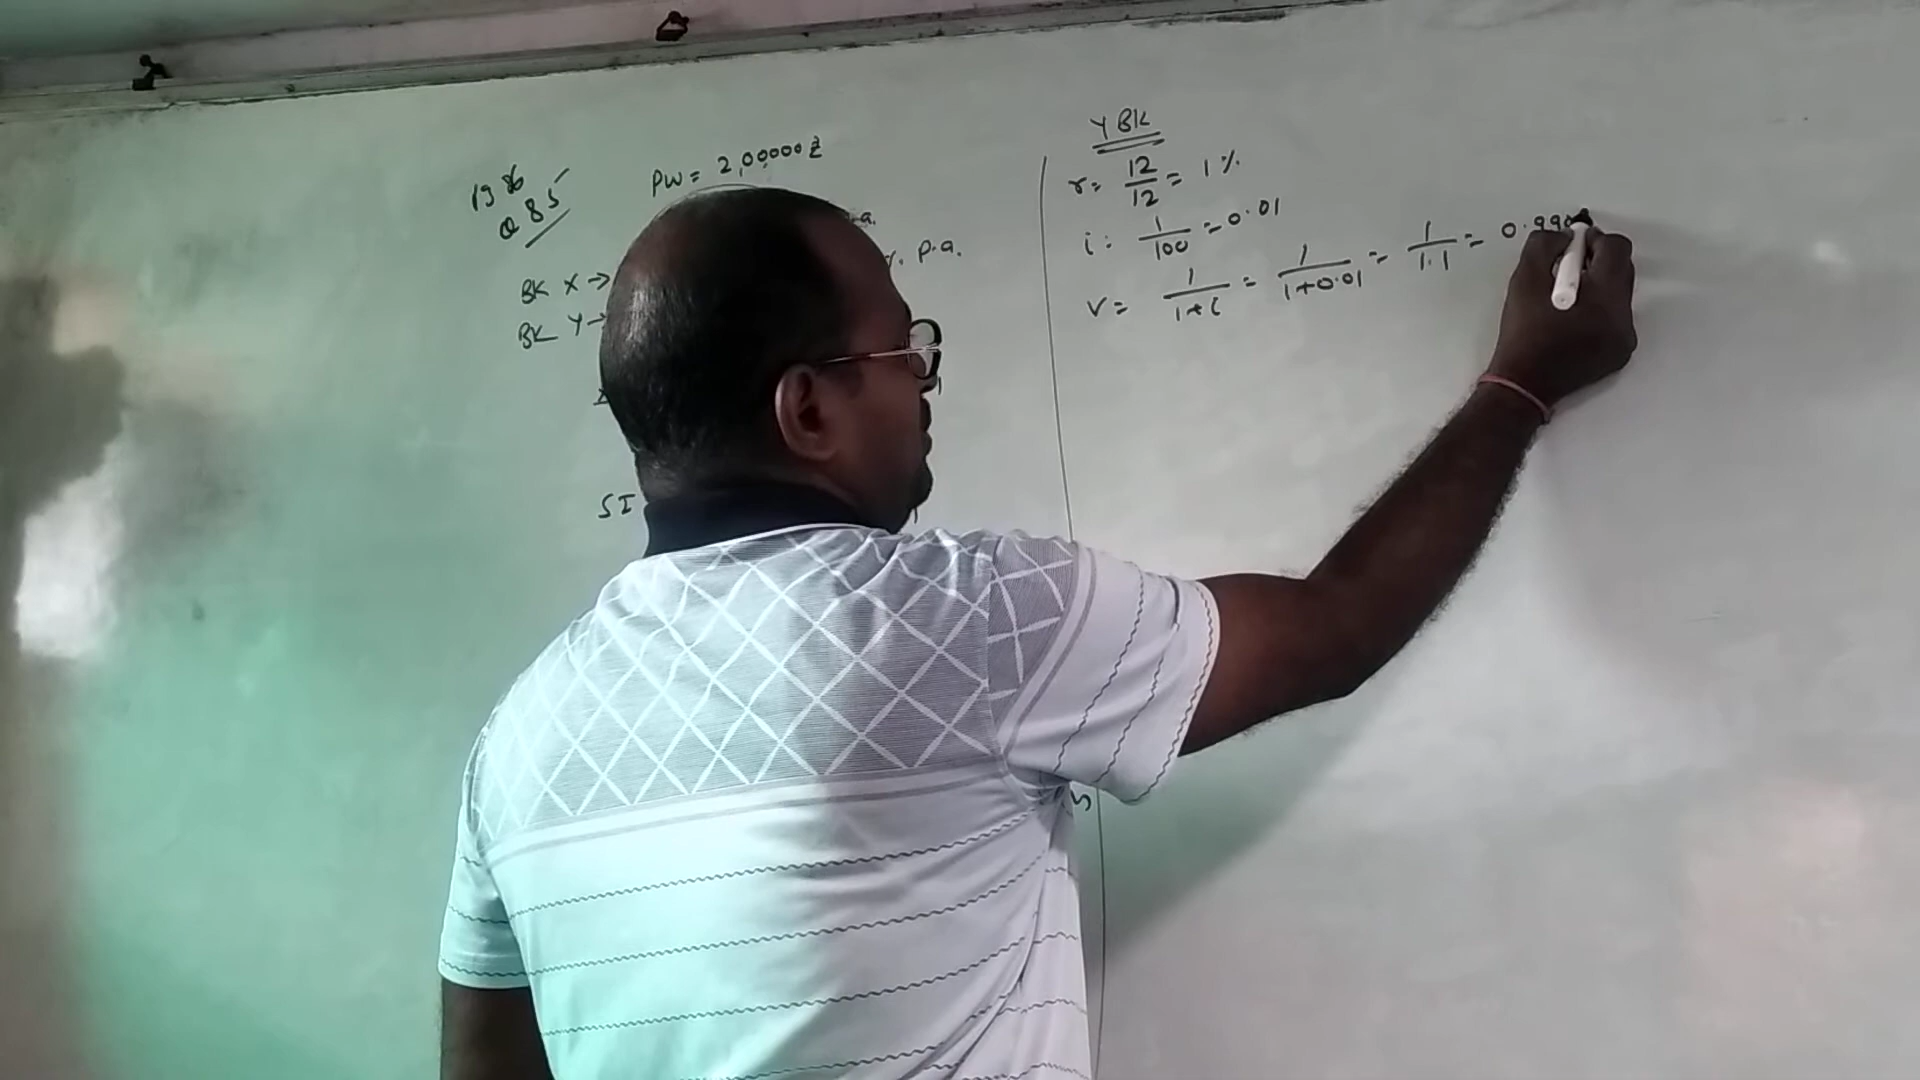 1986
Q 85
PW = 2,00000
.a.
BK X →
%. p.a.
BK Y →
SI
Y BK
r = 12/12 = 1 %
i = 1/100 = 0.01
v = 1/1+i = 1/1+0.01 = 1/1.1 = 0.990